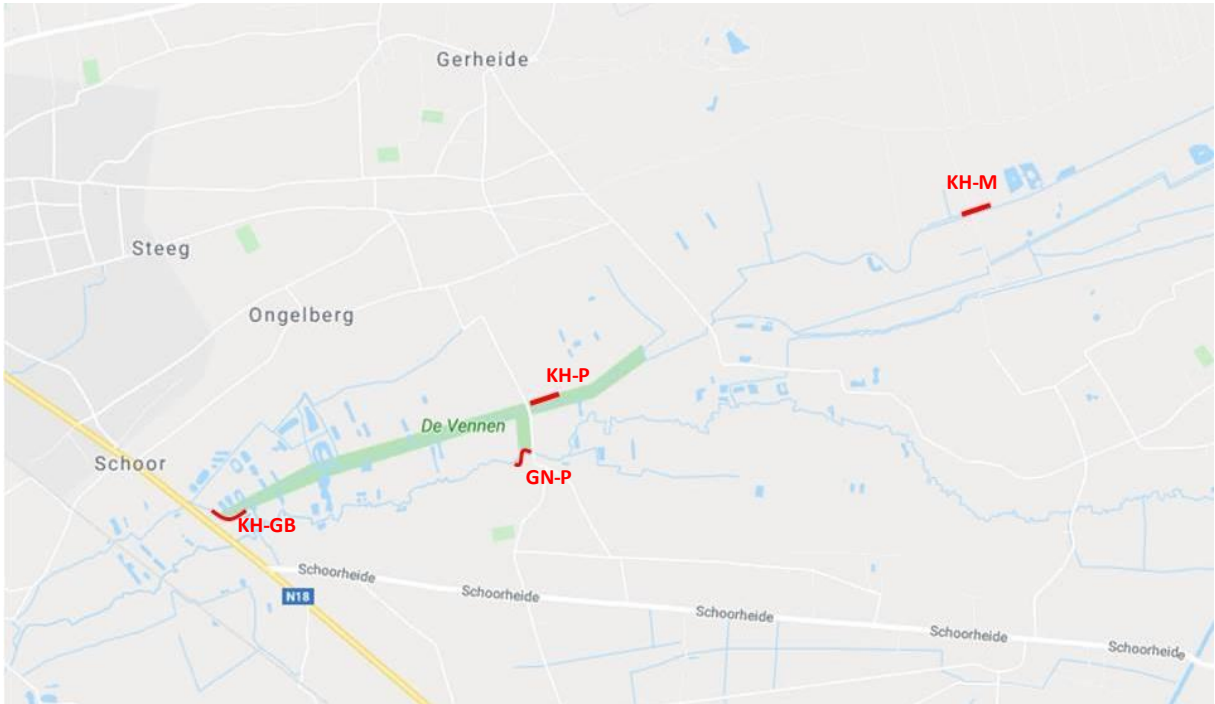 Gerheide
KH-M
Steeg
Ongelberg
KH-P
De Vennen
Schoor
GN-P
KH-GB
Schoorheide
N18
Schoorheide
Schoorheide
Schoorheide
Schoorheide